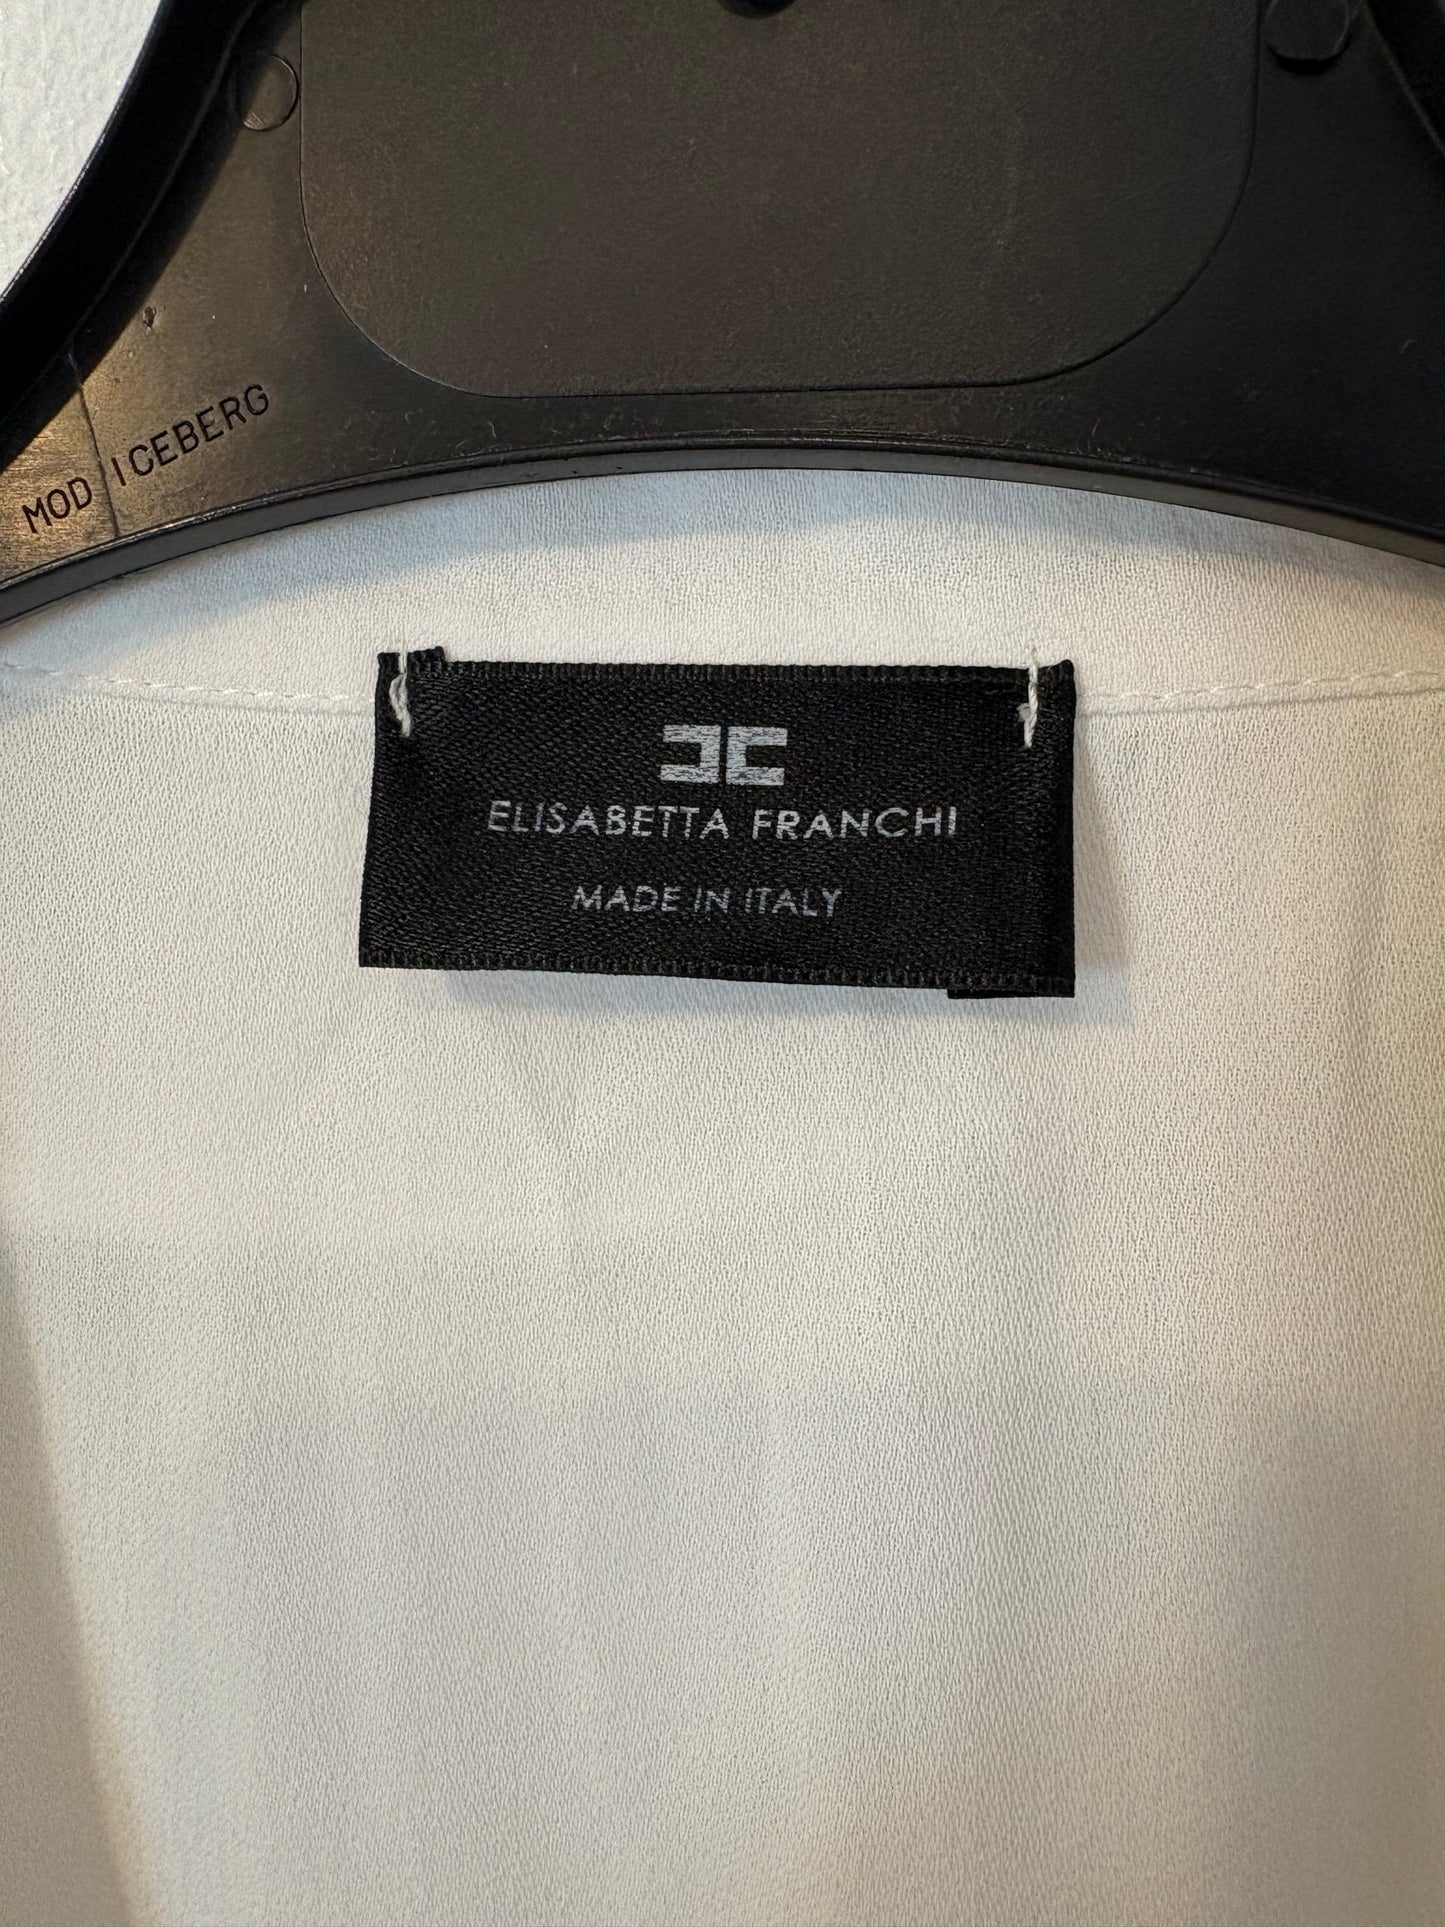 MOD ICEBERG
ELISABETTA FRANCHI
MADE IN ITALY